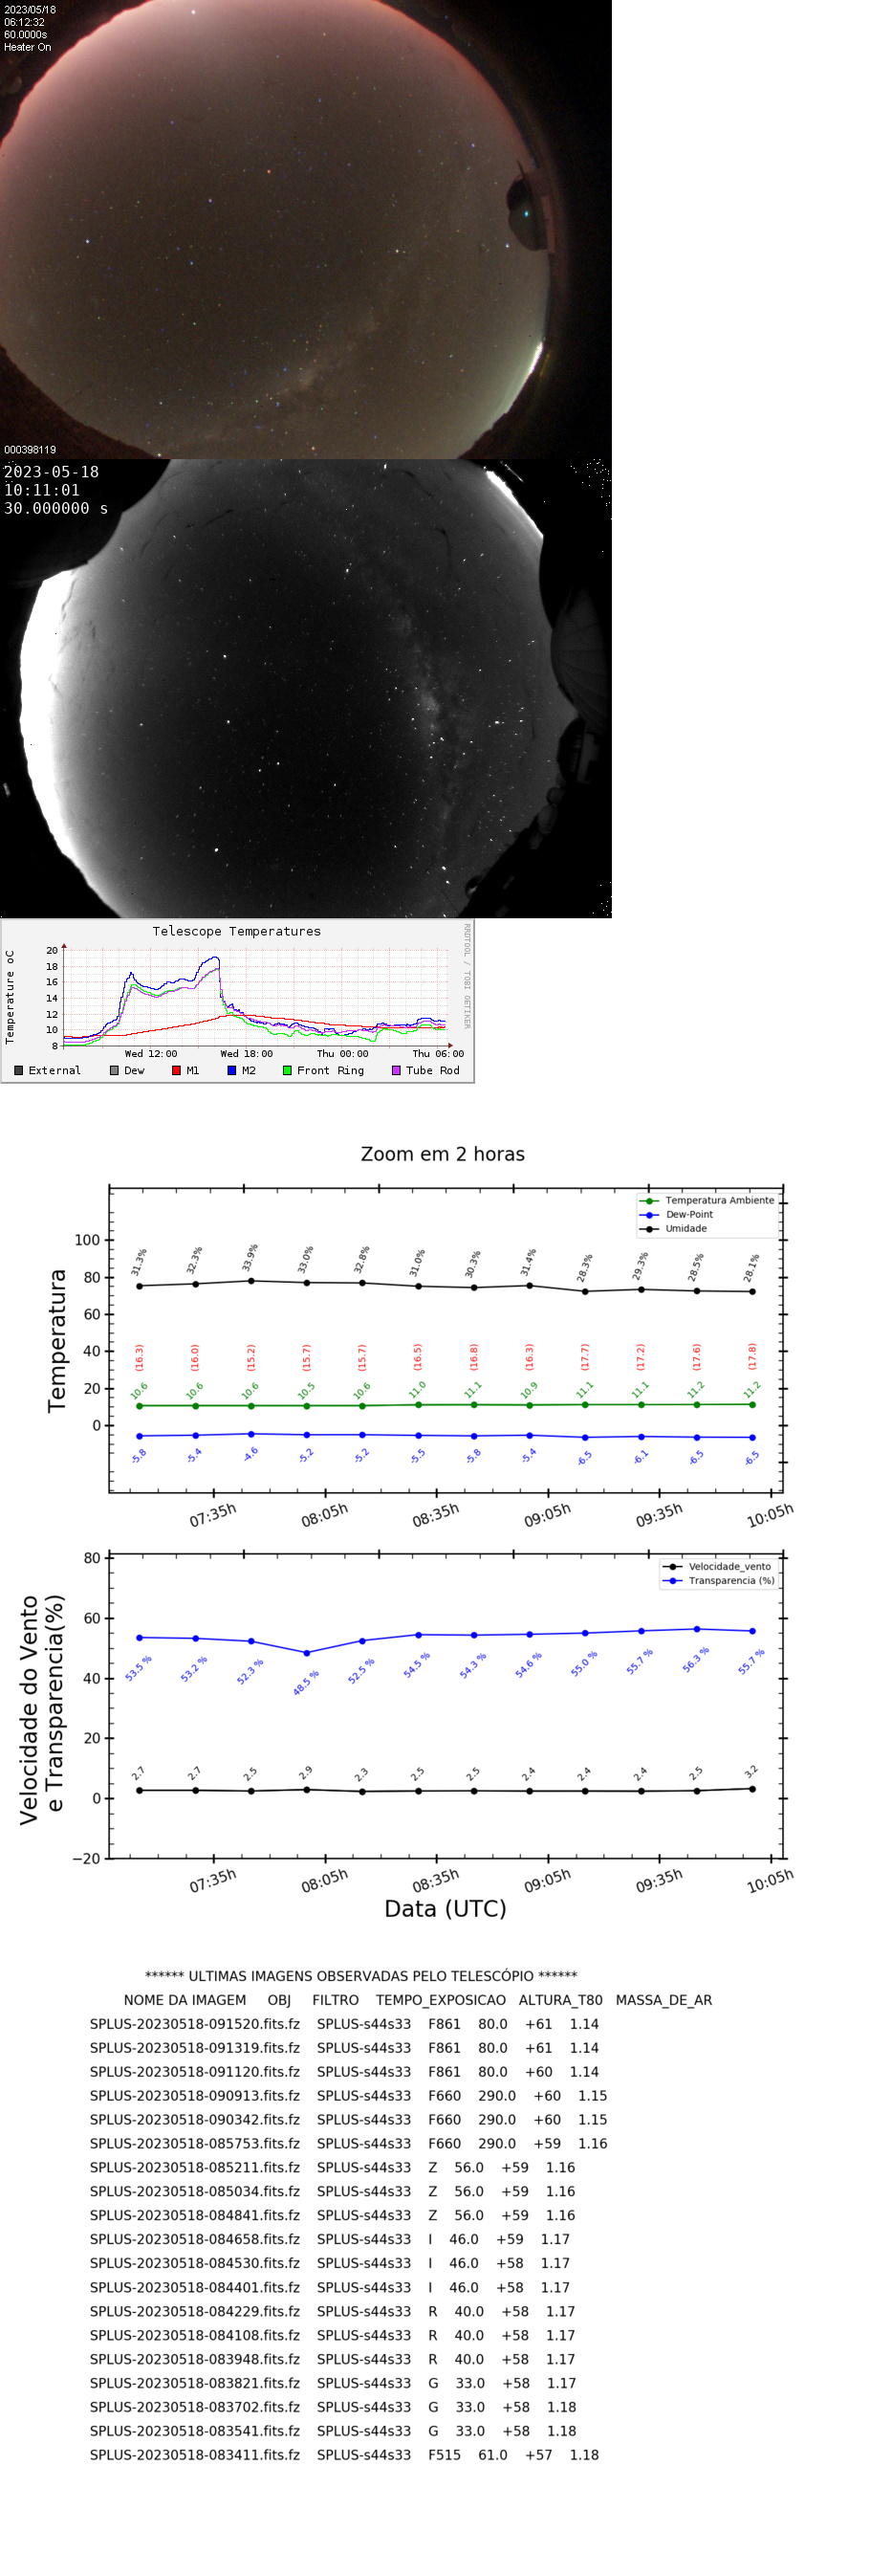 2023/05/18
06:12:32
60.0000s
Heater On
000398119
2023-05-18
10:11:01
30.000000 s
Telescope Temperatures
RRDTOOL / TOBI OETIKER
Temperature oC
20
18
16
14
12
10
8
Wed 12:00 Wed 18:00 Thu 00:00 Thu 06:00
External Dew M1 M2 Front Ring Tube Rod
Zoom em 2 horas
Temperatura Ambiente
Dew-Point
Umidade
Temperatura
100
80
60
40
20
0
31.3% 32.3% 33.9% 33.0% 32.8% 31.0% 30.3% 31.4% 28.3% 29.3% 28.5% 28.1%
(16.3) (16.0) (15.2) (15.7) (15.7) (16.5) (16.8) (16.3) (17.7) (17.2) (17.6) (17.8)
10.6 10.6 10.6 10.5 10.6 11.0 11.1 10.9 11.1 11.1 11.2 11.2
-5.8 -5.4 -4.6 -5.2 -5.2 -5.5 -5.8 -5.4 -6.5 -6.1 -6.5 -6.5
07:35h 08:05h 08:35h 09:05h 09:35h 10:05h
Velocidade_vento
Transparencia (%)
Velocidade do Vento
e Transparencia(%)
80
60
40
20
0
−20
53.5 % 53.2 % 52.3 % 48.5 % 52.5 % 54.5 % 54.3 % 54.6 % 55.0 % 55.7 % 56.3 % 55.7 %
2.7 2.7 2.5 2.9 2.3 2.5 2.5 2.4 2.4 2.4 2.5 3.2
07:35h 08:05h 08:35h 09:05h 09:35h 10:05h
Data (UTC)
****** ULTIMAS IMAGENS OBSERVADAS PELO TELESCÓPIO ******
NOME DA IMAGEM OBJ FILTRO TEMPO_EXPOSICAO ALTURA_T80 MASSA_DE_AR
SPLUS-20230518-091520.fits.fz SPLUS-s44s33 F861 80.0 +61 1.14
SPLUS-20230518-091319.fits.fz SPLUS-s44s33 F861 80.0 +61 1.14
SPLUS-20230518-091120.fits.fz SPLUS-s44s33 F861 80.0 +60 1.14
SPLUS-20230518-090913.fits.fz SPLUS-s44s33 F660 290.0 +60 1.15
SPLUS-20230518-090342.fits.fz SPLUS-s44s33 F660 290.0 +60 1.15
SPLUS-20230518-085753.fits.fz SPLUS-s44s33 F660 290.0 +59 1.16
SPLUS-20230518-085211.fits.fz SPLUS-s44s33 Z 56.0 +59 1.16
SPLUS-20230518-085034.fits.fz SPLUS-s44s33 Z 56.0 +59 1.16
SPLUS-20230518-084841.fits.fz SPLUS-s44s33 Z 56.0 +59 1.16
SPLUS-20230518-084658.fits.fz SPLUS-s44s33 I 46.0 +59 1.17
SPLUS-20230518-084530.fits.fz SPLUS-s44s33 I 46.0 +58 1.17
SPLUS-20230518-084401.fits.fz SPLUS-s44s33 I 46.0 +58 1.17
SPLUS-20230518-084229.fits.fz SPLUS-s44s33 R 40.0 +58 1.17
SPLUS-20230518-084108.fits.fz SPLUS-s44s33 R 40.0 +58 1.17
SPLUS-20230518-083948.fits.fz SPLUS-s44s33 R 40.0 +58 1.17
SPLUS-20230518-083821.fits.fz SPLUS-s44s33 G 33.0 +58 1.17
SPLUS-20230518-083702.fits.fz SPLUS-s44s33 G 33.0 +58 1.18
SPLUS-20230518-083541.fits.fz SPLUS-s44s33 G 33.0 +58 1.18
SPLUS-20230518-083411.fits.fz SPLUS-s44s33 F515 61.0 +57 1.18